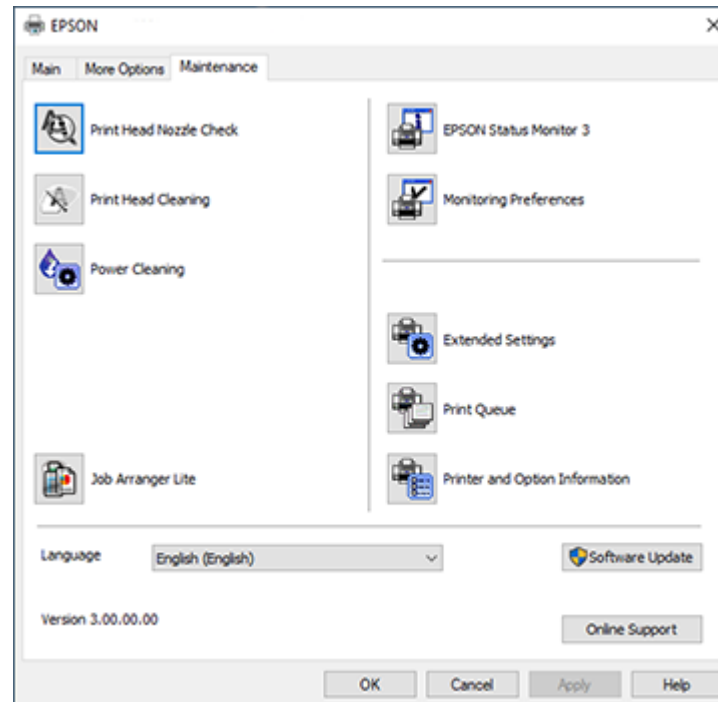 EPSON
Main
More Options
Maintenance
Print Head Nozzle Check
Print Head Cleaning
Power Cleaning
Job Arranger Lite
EPSON Status Monitor 3
Monitoring Preferences
Extended Settings
Print Queue
Printer and Option Information
Language
English (English)
Software Update
Version 3.00.00.00
Online Support
OK
Cancel
Apply
Help